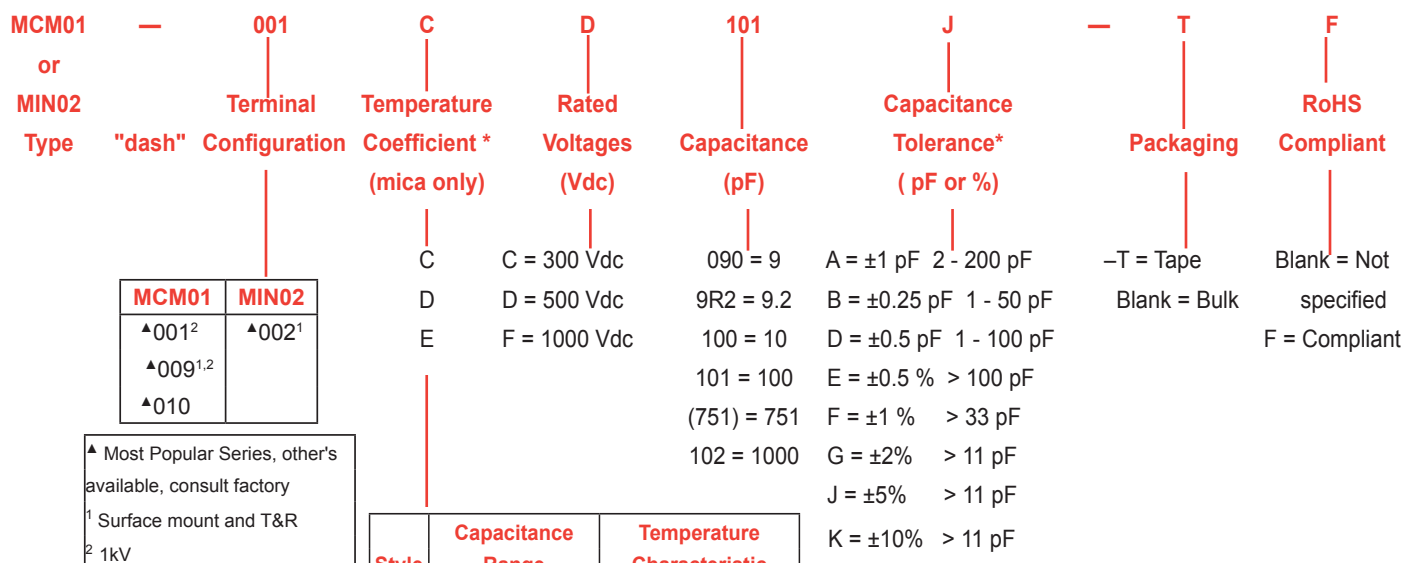 MCM01 — 001 C D 101 J — T F
or
MIN02 Terminal Temperature Rated Capacitance RoHS
Type "dash" Configuration Coefficient * Voltages Capacitance Tolerance* Packaging Compliant
(mica only) (Vdc) (pF) ( pF or %)
C C = 300 Vdc 090 = 9 A = ±1 pF 2 - 200 pF –T = Tape Blank = Not
MCM01 MIN02 D D = 500 Vdc 9R2 = 9.2 B = ±0.25 pF 1 - 50 pF Blank = Bulk specified
▲001² ▲002¹ E F = 1000 Vdc 100 = 10 D = ±0.5 pF 1 - 100 pF F = Compliant
▲009¹,² 101 = 100 E = ±0.5 % > 100 pF
▲010 (751) = 751 F = ±1 % > 33 pF
▲ Most Popular Series, other's 102 = 1000 G = ±2% > 11 pF
available, consult factory J = ±5% > 11 pF
¹ Surface mount and T&R Capacitance Temperature K = ±10% > 11 pF
² 1kV Style Range Characteristic